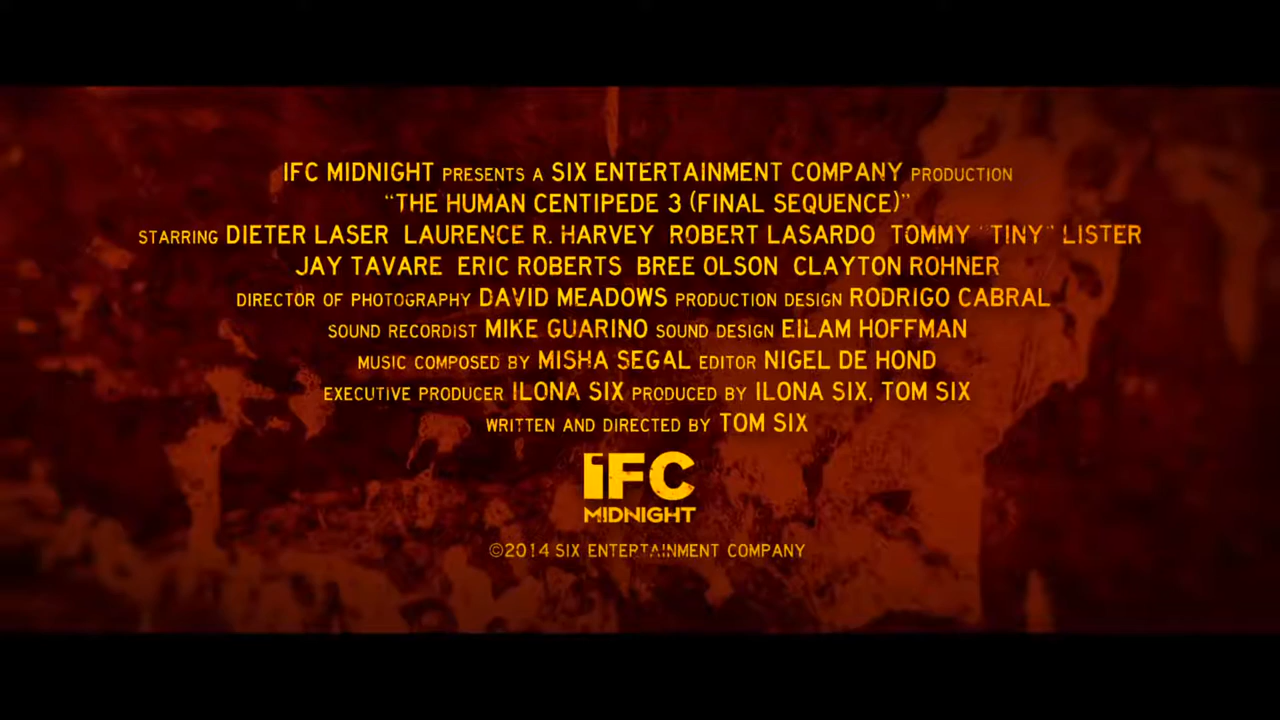 IFC MIDNIGHT PRESENTS A SIX ENTERTAINMENT COMPANY PRODUCTION
“THE HUMAN CENTIPEDE 3 (FINAL SEQUENCE)”
STARRING DIETER LASER LAURENCE R. HARVEY ROBERT LASARDO TOMMY “TINY” LISTER
JAY TAVARE ERIC ROBERTS BREE OLSON CLAYTON ROHNER
DIRECTOR OF PHOTOGRAPHY DAVID MEADOWS PRODUCTION DESIGN RODRIGO CABRAL
SOUND RECORDIST MIKE GUARINO SOUND DESIGN EILAM HOFFMAN
MUSIC COMPOSED BY MISHA SEGAL EDITOR NIGEL DE HOND
EXECUTIVE PRODUCER ILONA SIX PRODUCED BY ILONA SIX, TOM SIX
WRITTEN AND DIRECTED BY TOM SIX
IFC
MIDNIGHT
©2014 SIX ENTERTAINMENT COMPANY